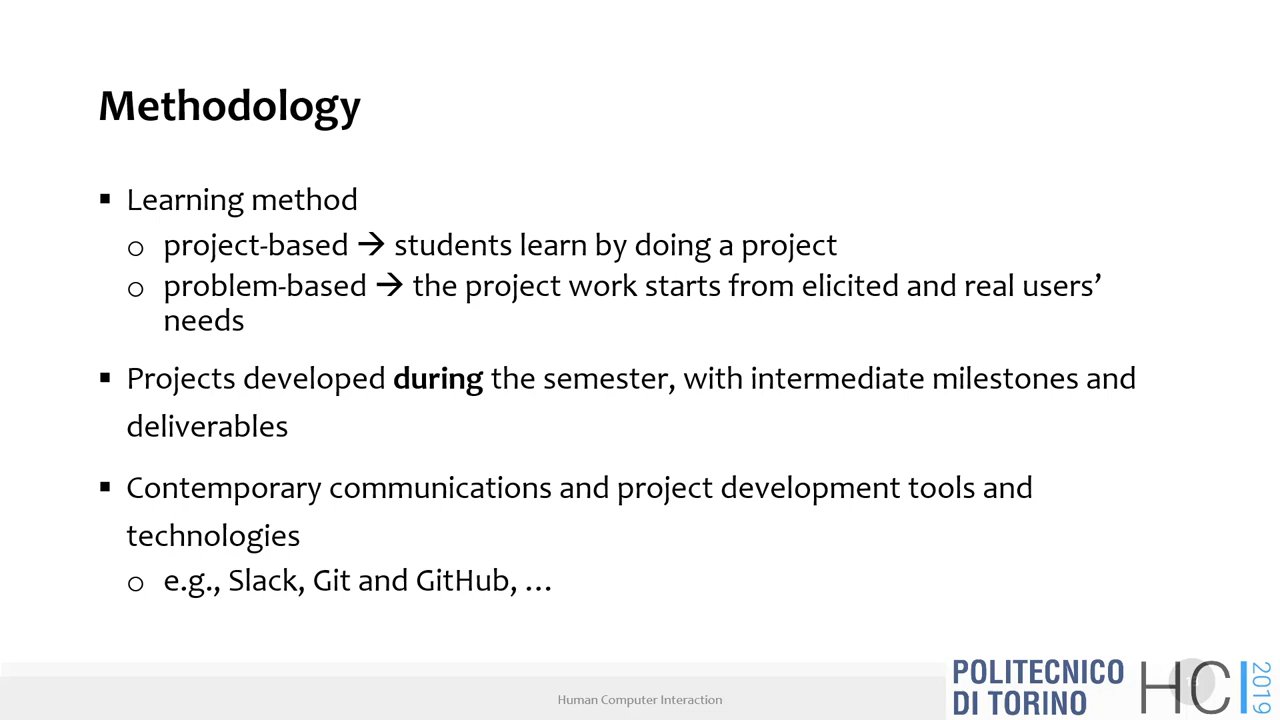 Methodology
▪ Learning method
o project-based → students learn by doing a project
o problem-based → the project work starts from elicited and real users’
needs
▪ Projects developed during the semester, with intermediate milestones and
deliverables
▪ Contemporary communications and project development tools and
technologies
o e.g., Slack, Git and GitHub, …
Human Computer Interaction
POLITECNICO
DI TORINO
HCI
2019